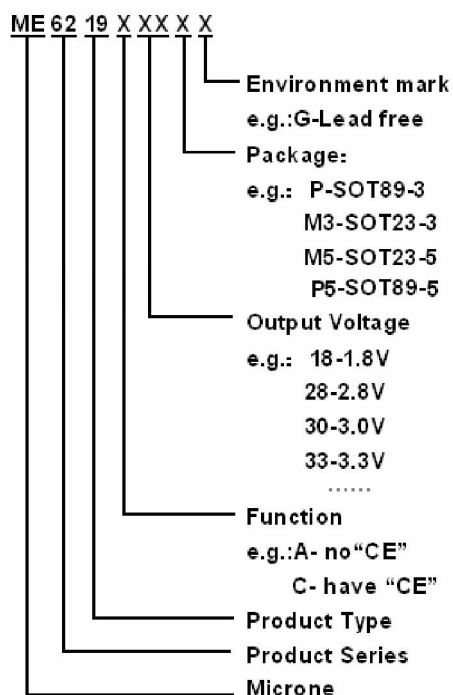 ME 62 19 X XX X X
Environment mark
e.g.:G-Lead free
Package:
e.g.: P-SOT89-3
M3-SOT23-3
M5-SOT23-5
P5-SOT89-5
Output Voltage
e.g.: 18-1.8V
28-2.8V
30-3.0V
33-3.3V
......
Function
e.g.:A- no“CE”
C- have “CE”
Product Type
Product Series
Microne